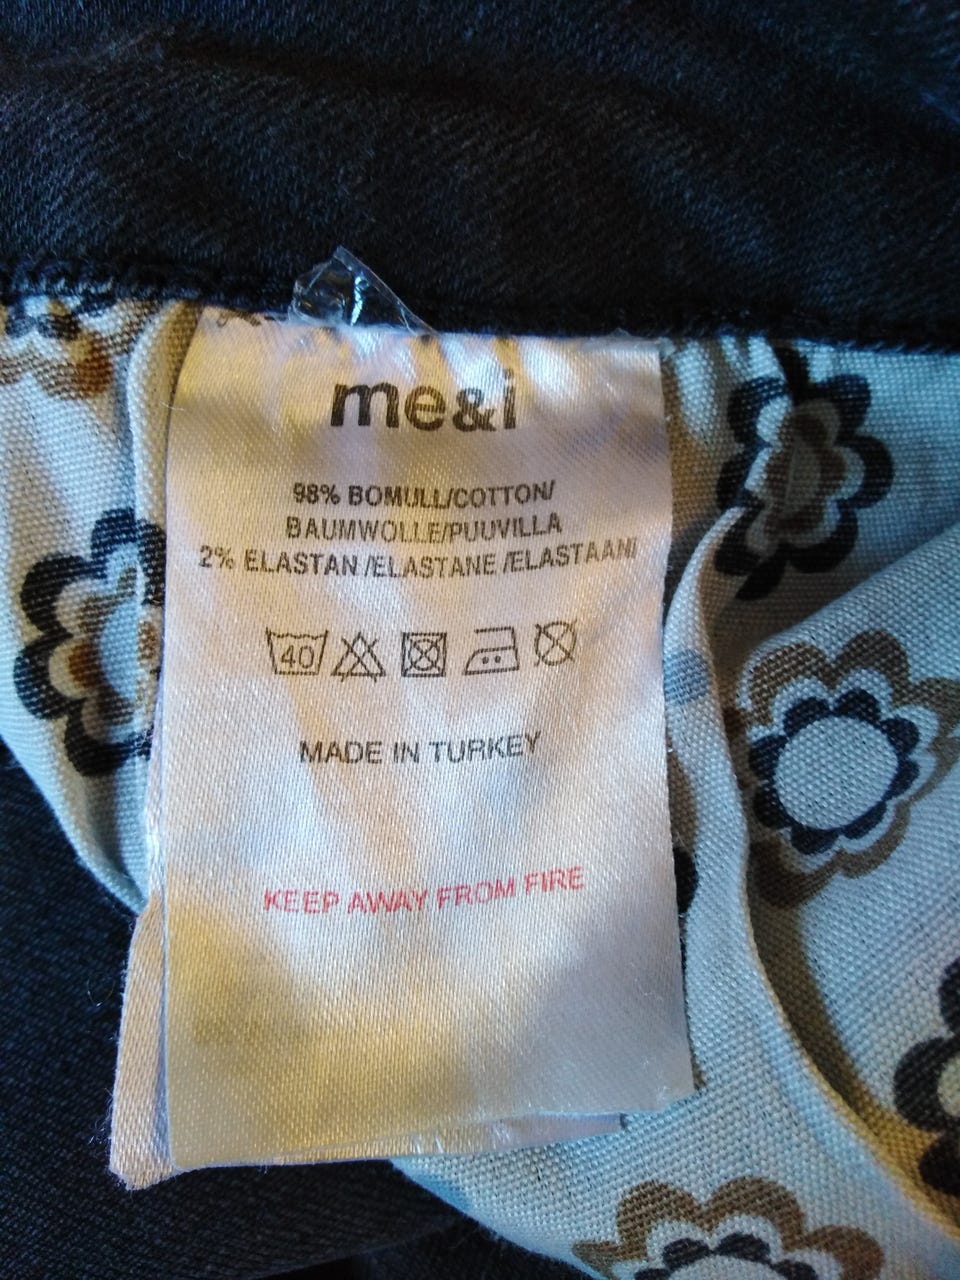 me&i
98% BOMULL/COTTON/
BAUMWOLLE/PUUVILLA
2% ELASTAN /ELASTANE /ELASTAANI
40
MADE IN TURKEY
KEEP AWAY FROM FIRE